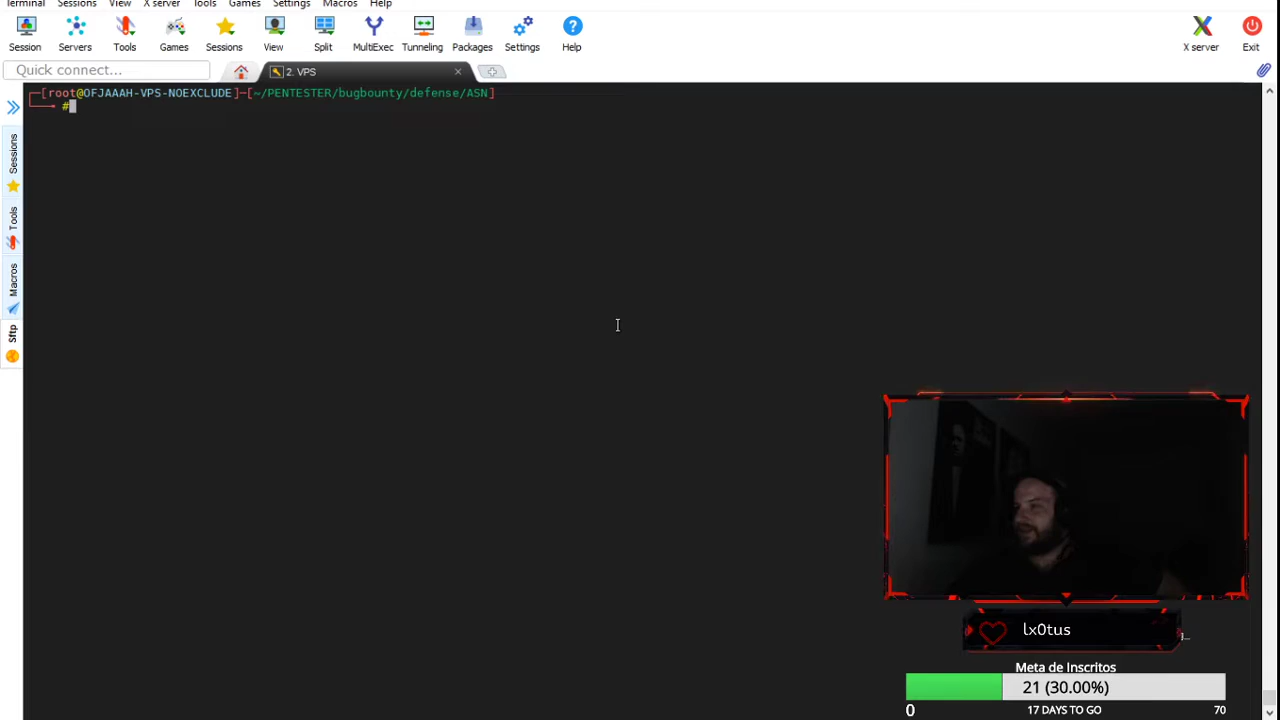 Terminal Sessions View X server Tools Games Settings Macros Help
Session Servers Tools Games Sessions View Split MultiExec Tunneling Packages Settings Help X server Exit
Quick connect... 2. VPS
[root@OFJAAAH-VPS-NOEXCLUDE]-[~/PENTESTER/bugbounty/defense/ASN]
#
Sessions
Tools
Macros
Sftp
lx0tus
Meta de Inscritos
21 (30.00%)
0 17 DAYS TO GO 70